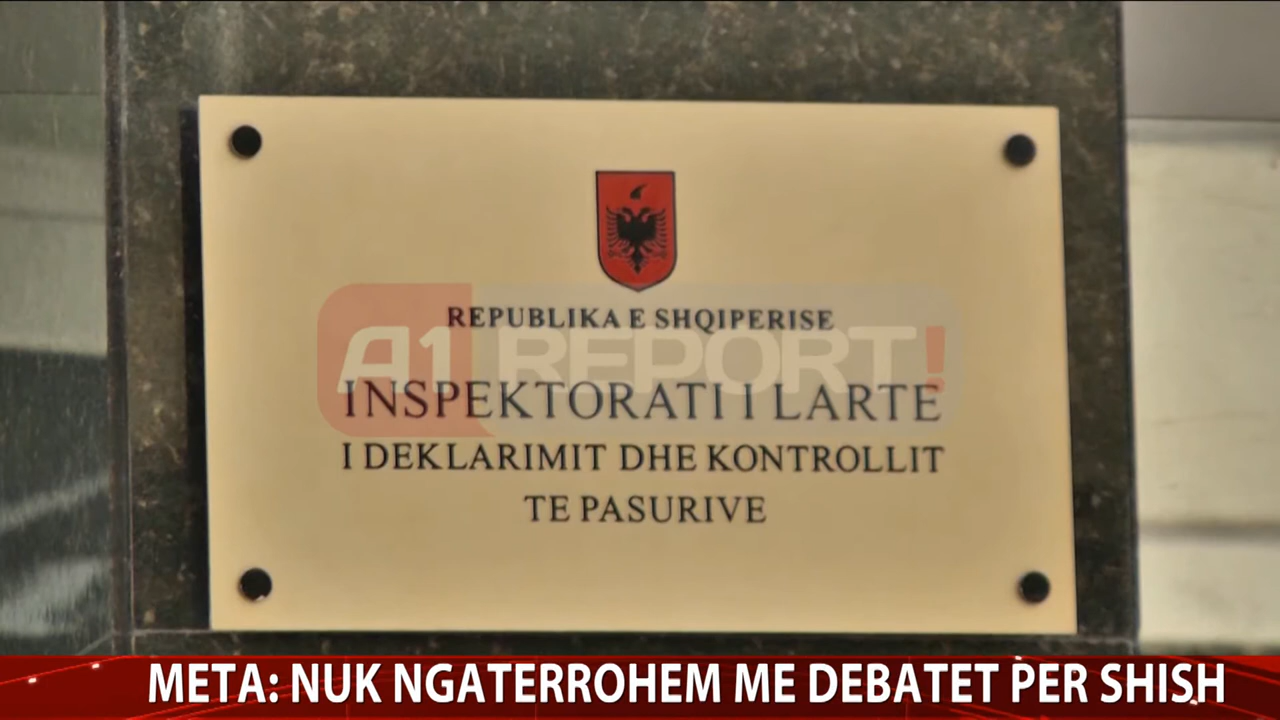 REPUBLIKA E SHQIPERISE
A1 REPORT!
INSPEKTORATI I LARTE
I DEKLARIMIT DHE KONTROLLIT
TE PASURIVE
META: NUK NGATERROHEM ME DEBATET PER SHISH